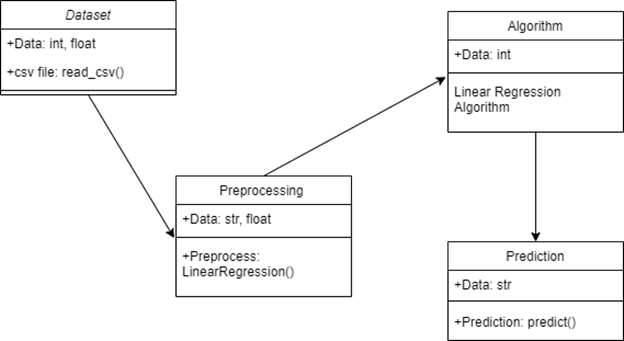 Dataset
+Data: int, float
+csv file: read_csv()
Preprocessing
+Data: str, float
+Preprocess:
LinearRegression()
Algorithm
+Data: int
Linear Regression
Algorithm
Prediction
+Data: str
+Prediction: predict()